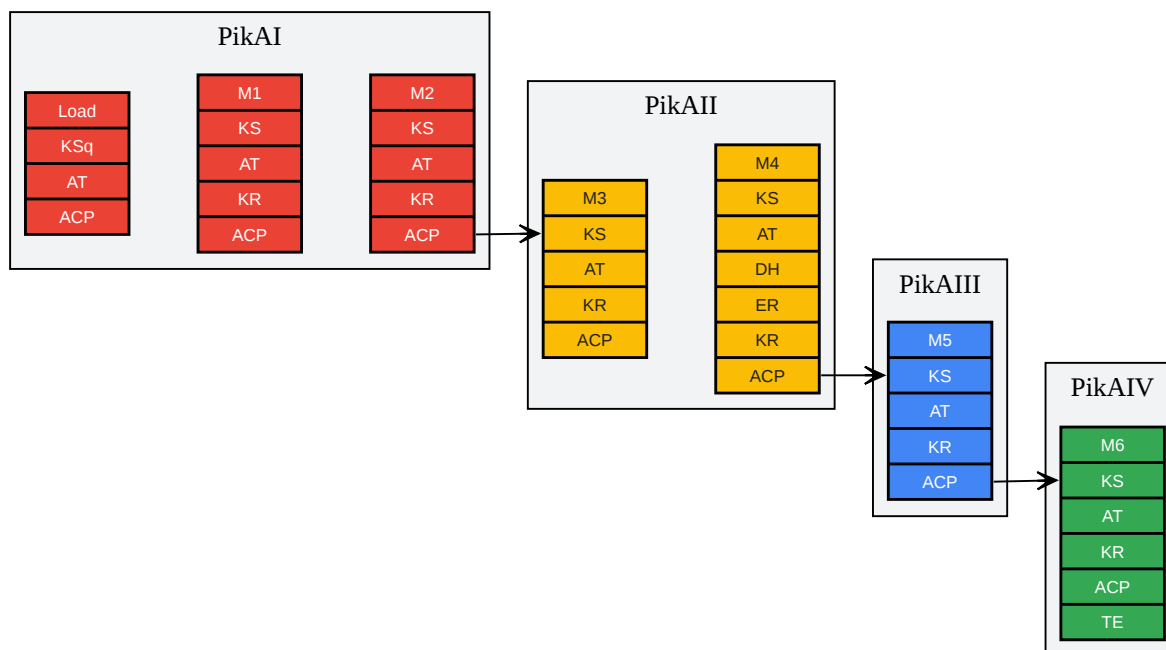 PikAI
Load
KSq
AT
ACP
M1
KS
AT
KR
ACP
M2
KS
AT
KR
ACP
PikAII
M3
KS
AT
KR
ACP
M4
KS
AT
DH
ER
KR
ACP
PikAIII
M5
KS
AT
KR
ACP
PikAIV
M6
KS
AT
KR
ACP
TE